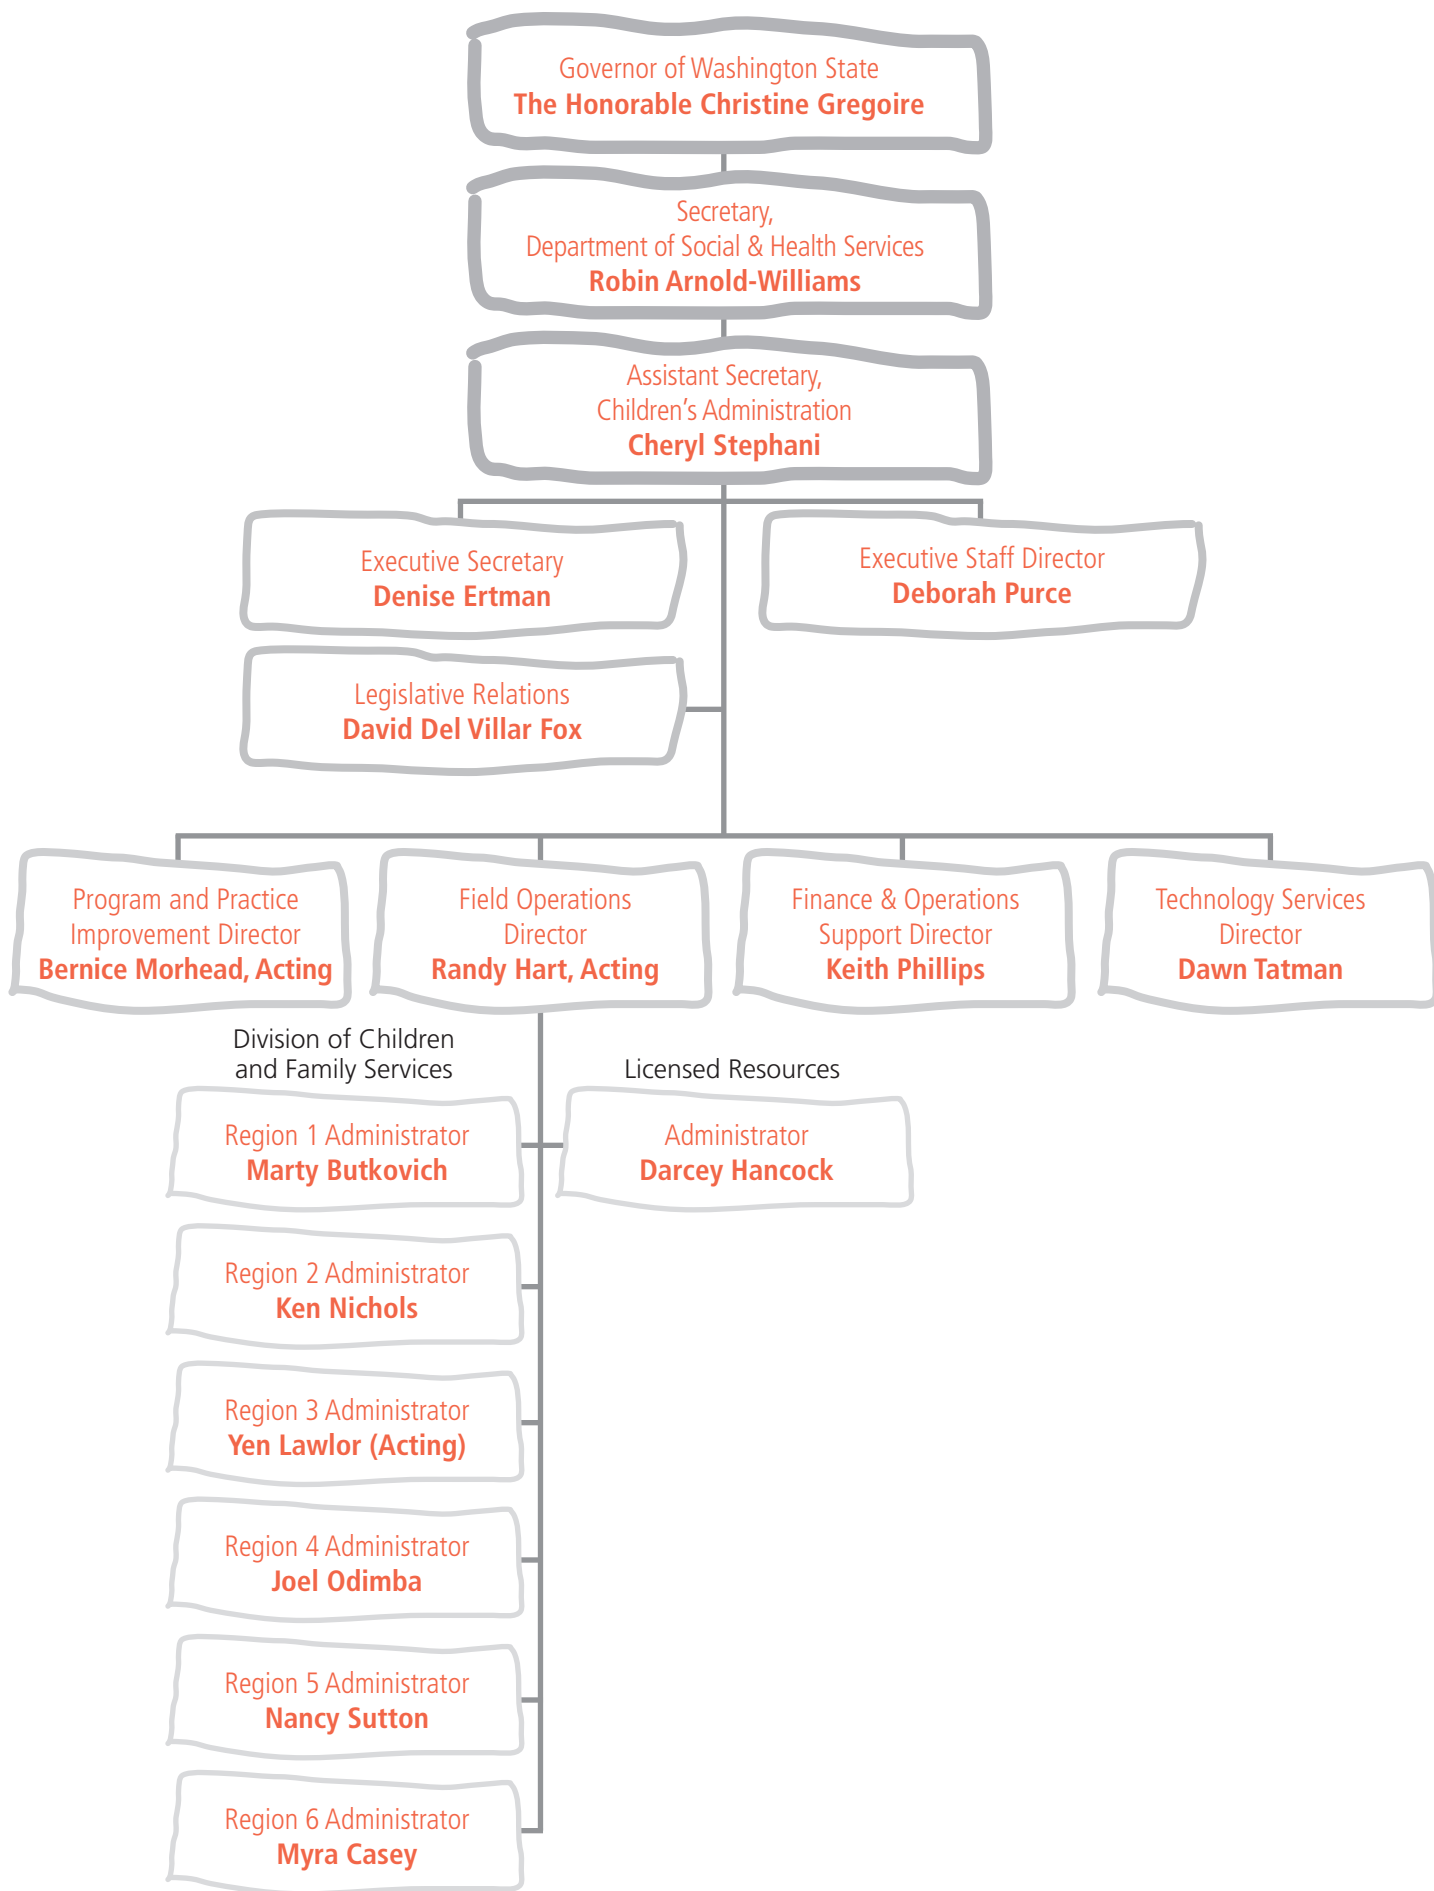 Governor of Washington State
The Honorable Christine Gregoire
Secretary,
Department of Social & Health Services
Robin Arnold-Williams
Assistant Secretary,
Children’s Administration
Cheryl Stephani
Executive Secretary
Denise Ertman
Executive Staff Director
Deborah Purce
Legislative Relations
David Del Villar Fox
Program and Practice
Improvement Director
Bernice Morhead, Acting
Field Operations
Director
Randy Hart, Acting
Finance & Operations
Support Director
Keith Phillips
Technology Services
Director
Dawn Tatman
Division of Children
and Family Services
Licensed Resources
Region 1 Administrator
Marty Butkovich
Administrator
Darcey Hancock
Region 2 Administrator
Ken Nichols
Region 3 Administrator
Yen Lawlor (Acting)
Region 4 Administrator
Joel Odimba
Region 5 Administrator
Nancy Sutton
Region 6 Administrator
Myra Casey